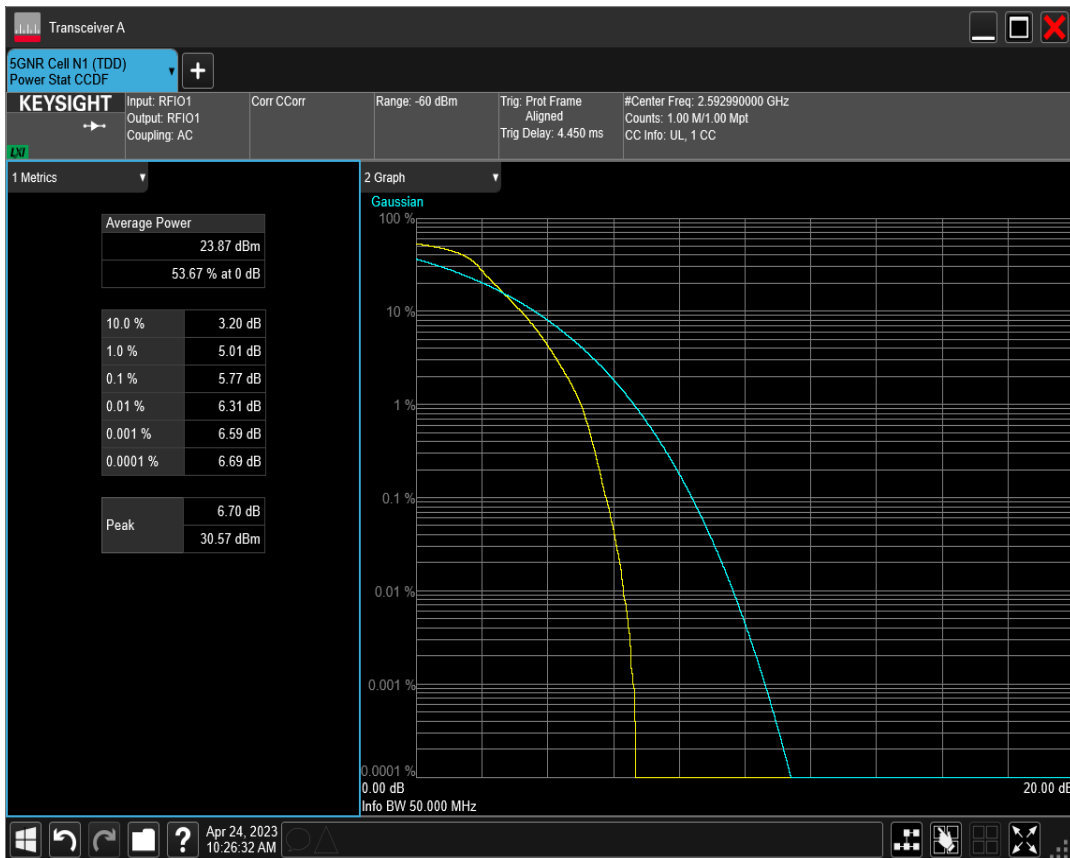 Transceiver A
5GNR Cell N1 (TDD)
Power Stat CCDF
+
KEYSIGHT
LXI
Input: RFIO1
Output: RFIO1
Coupling: AC
Corr CCorr
Range: -60 dBm
Trig: Prot Frame
Aligned
Trig Delay: 4.450 ms
#Center Freq: 2.592990000 GHz
Counts: 1.00 M/1.00 Mpt
CC Info: UL, 1 CC
1 Metrics
Average Power
23.87 dBm
53.67 % at 0 dB
10.0 % 3.20 dB
1.0 % 5.01 dB
0.1 % 5.77 dB
0.01 % 6.31 dB
0.001 % 6.59 dB
0.0001 % 6.69 dB
Peak 6.70 dB
30.57 dBm
2 Graph
Gaussian
100 %
10 %
1 %
0.1 %
0.01 %
0.001 %
0.0001 %
0.00 dB 20.00 dB
Info BW 50.000 MHz
?
Apr 24, 2023
10:26:32 AM